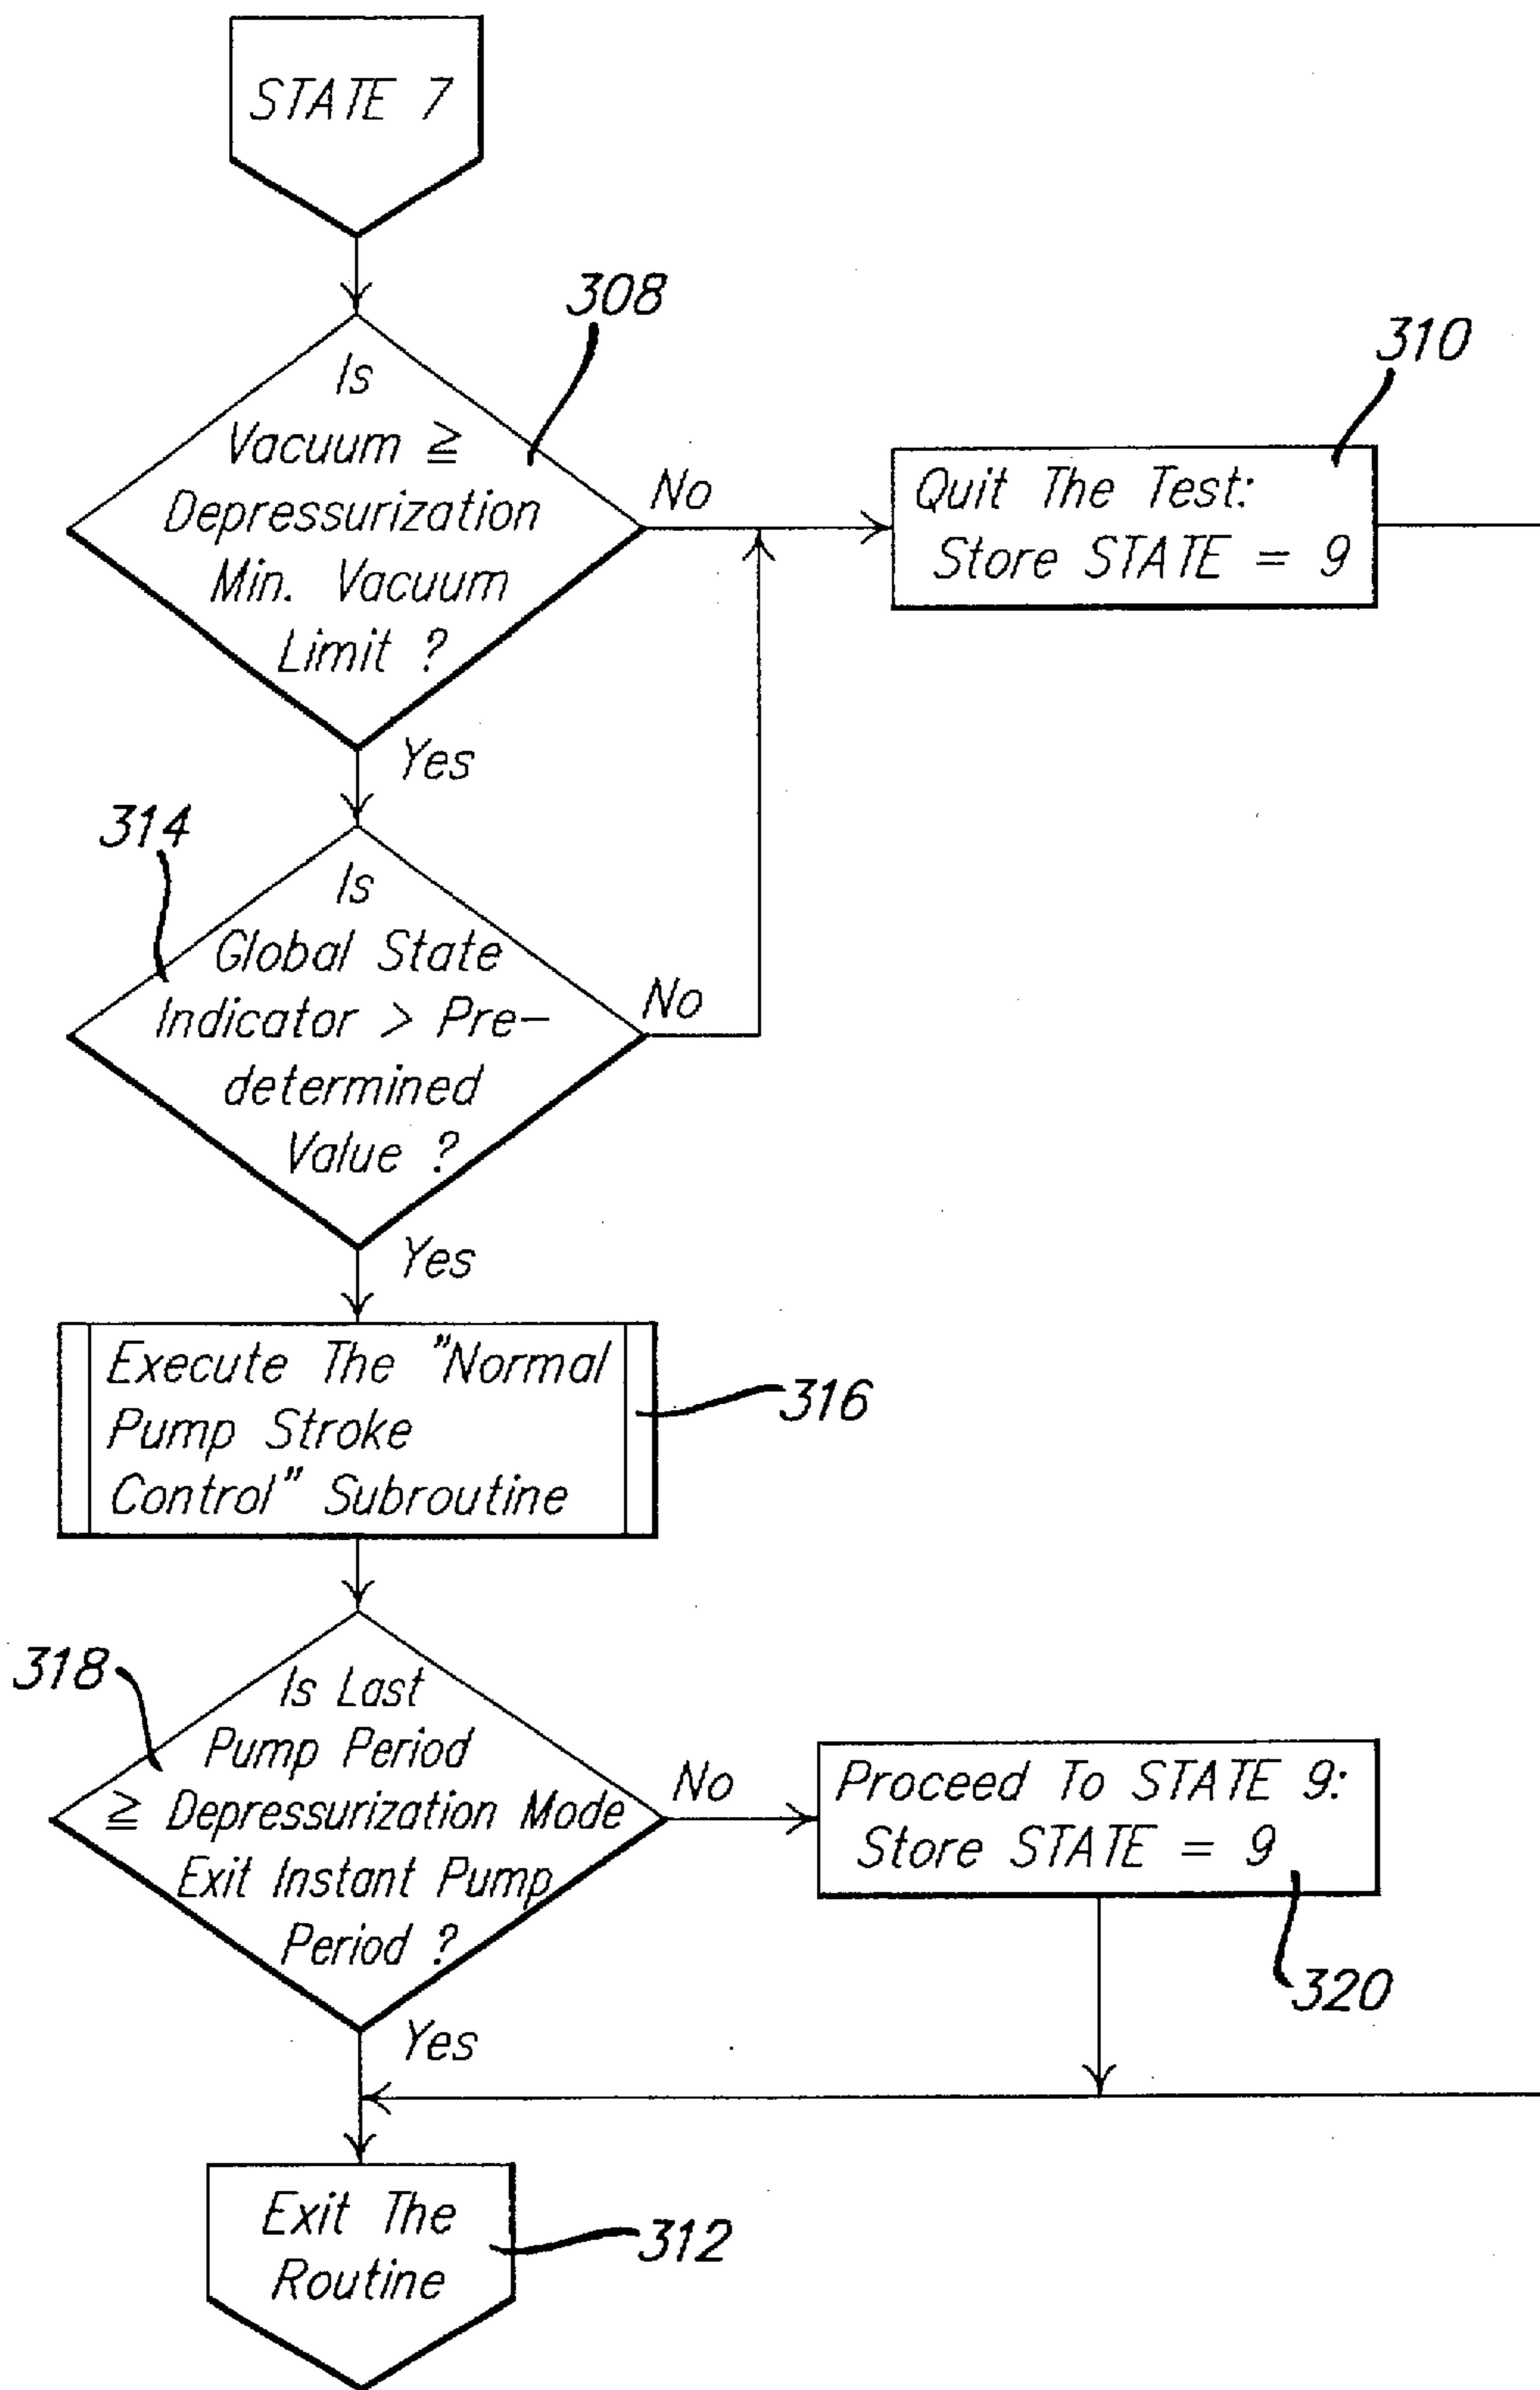 STATE 7
308
Is
Vacuum ≧
Depressurization
Min. Vacuum
Limit ?
No
310
Quit The Test:
Store STATE = 9
Yes
314
Is
Global State
Indicator > Pre-
determined
Value ?
No
Yes
Execute The "Normal
Pump Stroke
Control" Subroutine
316
318
Is Last
Pump Period
≧ Depressurization Mode
Exit Instant Pump
Period ?
No
Proceed To STATE 9:
Store STATE = 9
320
Yes
Exit The
Routine
312